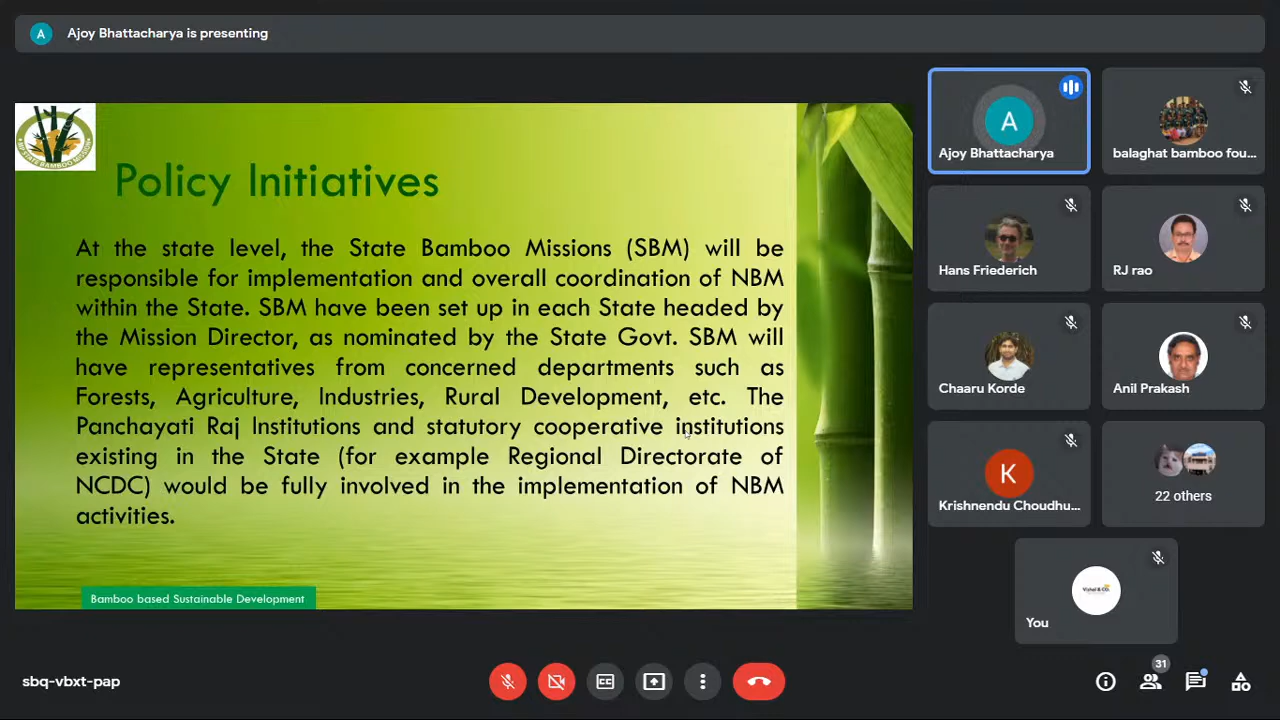 A
Ajoy Bhattacharya is presenting
Policy Initiatives
At the state level, the State Bamboo Missions (SBM) will be
responsible for implementation and overall coordination of NBM
within the State. SBM have been set up in each State headed by
the Mission Director, as nominated by the State Govt. SBM will
have representatives from concerned departments such as
Forests, Agriculture, Industries, Rural Development, etc. The
Panchayati Raj Institutions and statutory cooperative institutions
existing in the State (for example Regional Directorate of
NCDC) would be fully involved in the implementation of NBM
activities.
Bamboo based Sustainable Development
A
Ajoy Bhattacharya
balaghat bamboo fou...
Hans Friederich
RJ rao
Chaaru Korde
Anil Prakash
K
Krishnendu Choudhu...
22 others
You
sbq-vbxt-pap
CC
31